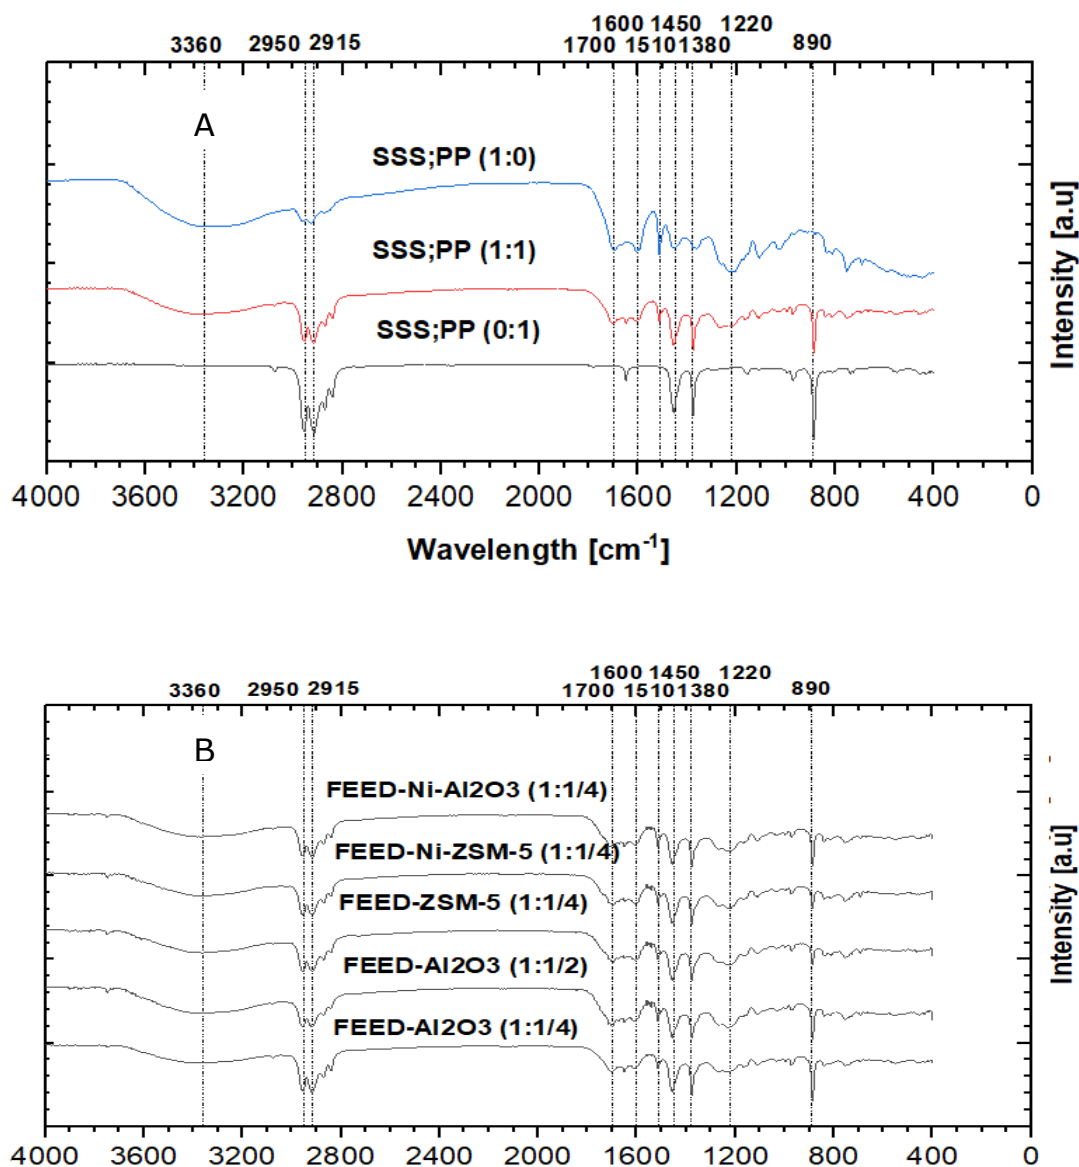 1600 1450 1220
3360 2950 2915 1700 1510 1380 890
A
SSS;PP (1:0)
SSS;PP (1:1)
SSS;PP (0:1)
Intensity [a.u]
4000 3600 3200 2800 2400 2000 1600 1200 800 400 0
Wavelength [cm-1]
1600 1450 1220
3360 2950 2915 1700 1510 1380 890
B
FEED-Ni-Al2O3 (1:1/4)
FEED-Ni-ZSM-5 (1:1/4)
FEED-ZSM-5 (1:1/4)
FEED-Al2O3 (1:1/2)
FEED-Al2O3 (1:1/4)
Intensity [a.u]
4000 3600 3200 2800 2400 2000 1600 1200 800 400 0